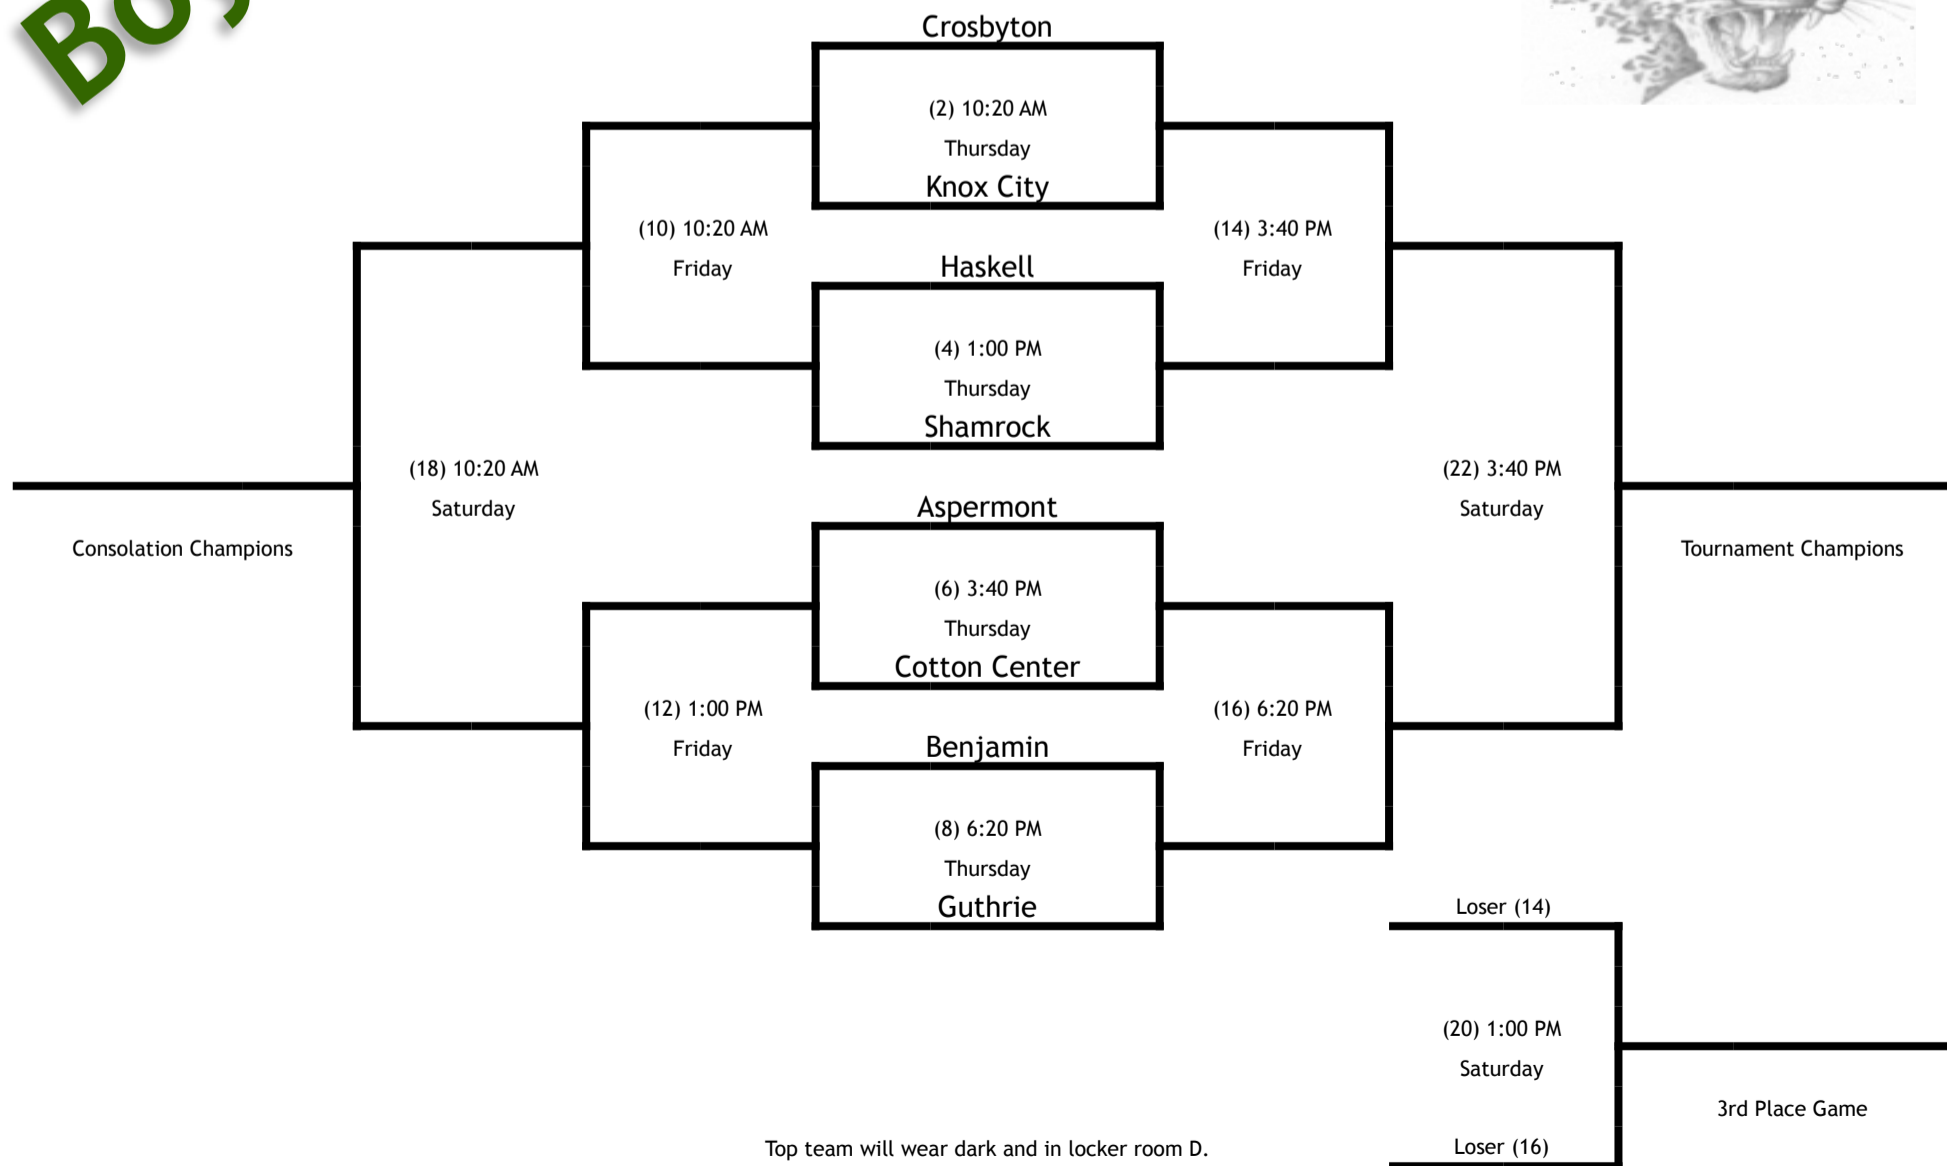 Crosbyton
(2) 10:20 AM
Thursday
Knox City
(10) 10:20 AM
Friday
(14) 3:40 PM
Friday
Haskell
(4) 1:00 PM
Thursday
Shamrock
(18) 10:20 AM
Saturday
(22) 3:40 PM
Saturday
Consolation Champions
Tournament Champions
Aspermont
(6) 3:40 PM
Thursday
Cotton Center
(12) 1:00 PM
Friday
(16) 6:20 PM
Friday
Benjamin
(8) 6:20 PM
Thursday
Guthrie
Loser (14)
(20) 1:00 PM
Saturday
3rd Place Game
Loser (16)
Top team will wear dark and in locker room D.